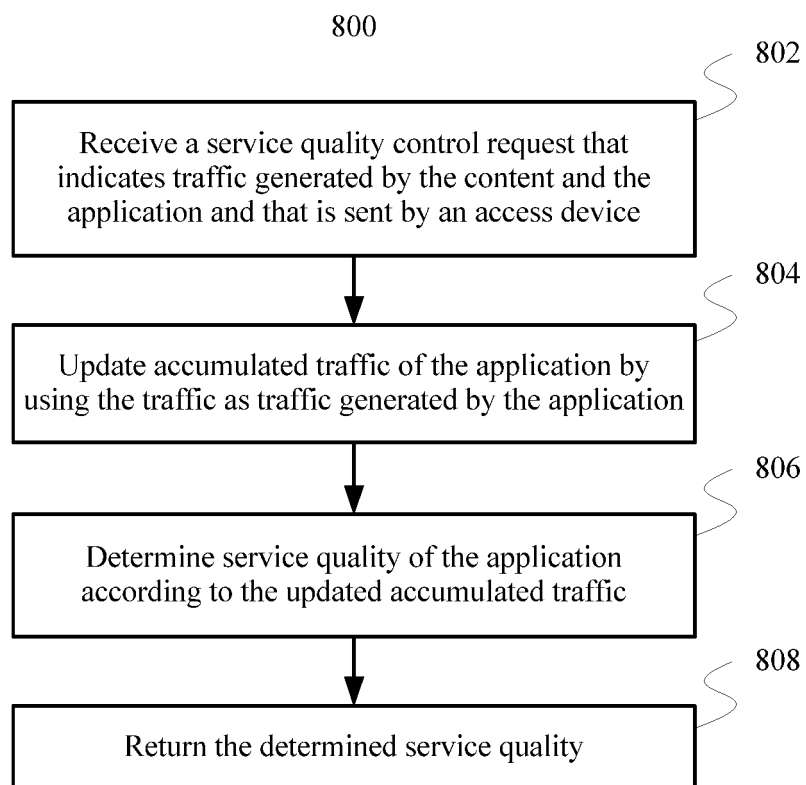 800
802
Receive a service quality control request that
indicates traffic generated by the content and the
application and that is sent by an access device
804
Update accumulated traffic of the application by
using the traffic as traffic generated by the application
806
Determine service quality of the application
according to the updated accumulated traffic
808
Return the determined service quality